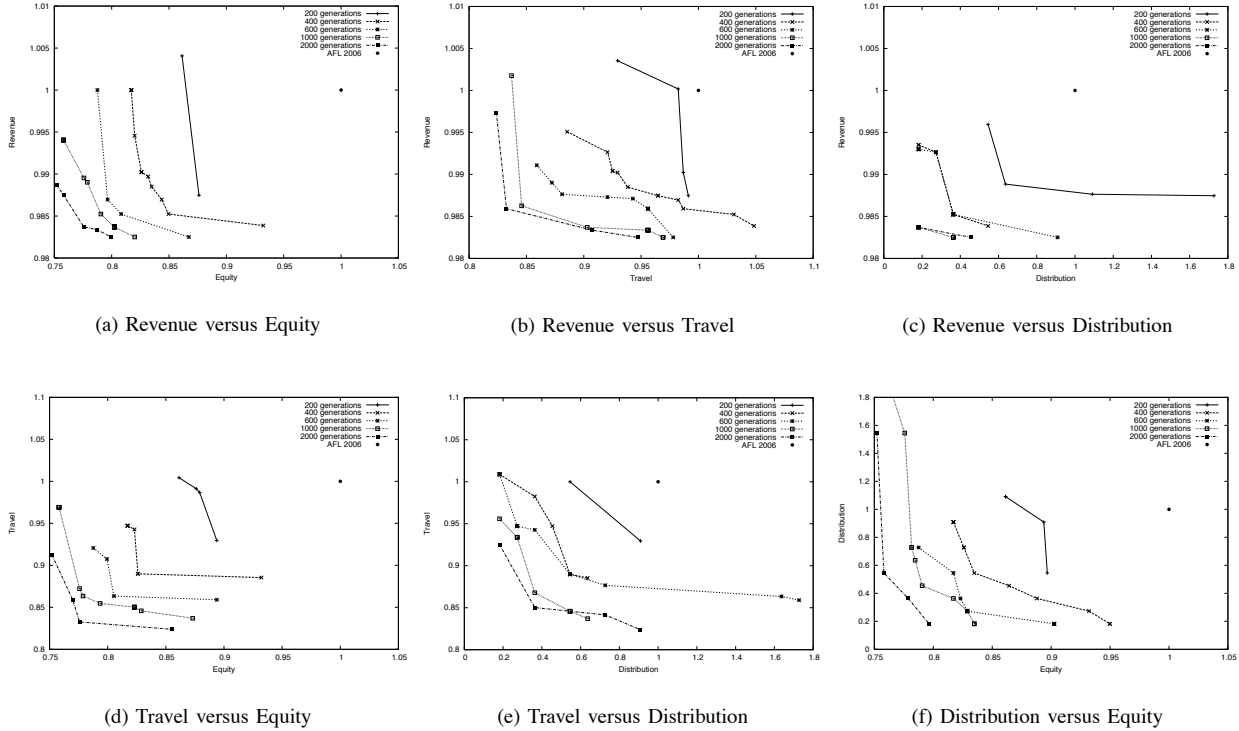 1.01
1.005
1
0.995
0.99
0.985
0.98
0.75
0.8
0.85
0.9
0.95
1
1.05
Revenue
Equity
200 generations
400 generations
600 generations
1000 generations
2000 generations
AFL 2006
(a) Revenue versus Equity
1.01
1.005
1
0.995
0.99
0.985
0.98
0.8
0.85
0.9
0.95
1
1.05
1.1
Revenue
Travel
200 generations
400 generations
600 generations
1000 generations
2000 generations
AFL 2006
(b) Revenue versus Travel
1.01
1.005
1
0.995
0.99
0.985
0.98
0
0.2
0.4
0.6
0.8
1
1.2
1.4
1.6
1.8
Revenue
Distribution
200 generations
400 generations
600 generations
1000 generations
2000 generations
AFL 2006
(c) Revenue versus Distribution
1.1
1.05
1
0.95
0.9
0.85
0.8
0.75
0.8
0.85
0.9
0.95
1
1.05
Travel
Equity
200 generations
400 generations
600 generations
1000 generations
2000 generations
AFL 2006
(d) Travel versus Equity
1.1
1.05
1
0.95
0.9
0.85
0.8
0
0.2
0.4
0.6
0.8
1
1.2
1.4
1.6
1.8
Travel
Distribution
200 generations
400 generations
600 generations
1000 generations
2000 generations
AFL 2006
(e) Travel versus Distribution
1.8
1.6
1.4
1.2
1
0.8
0.6
0.4
0.2
0
0.75
0.8
0.85
0.9
0.95
1
1.05
Distribution
Equity
200 generations
400 generations
600 generations
1000 generations
2000 generations
AFL 2006
(f) Distribution versus Equity